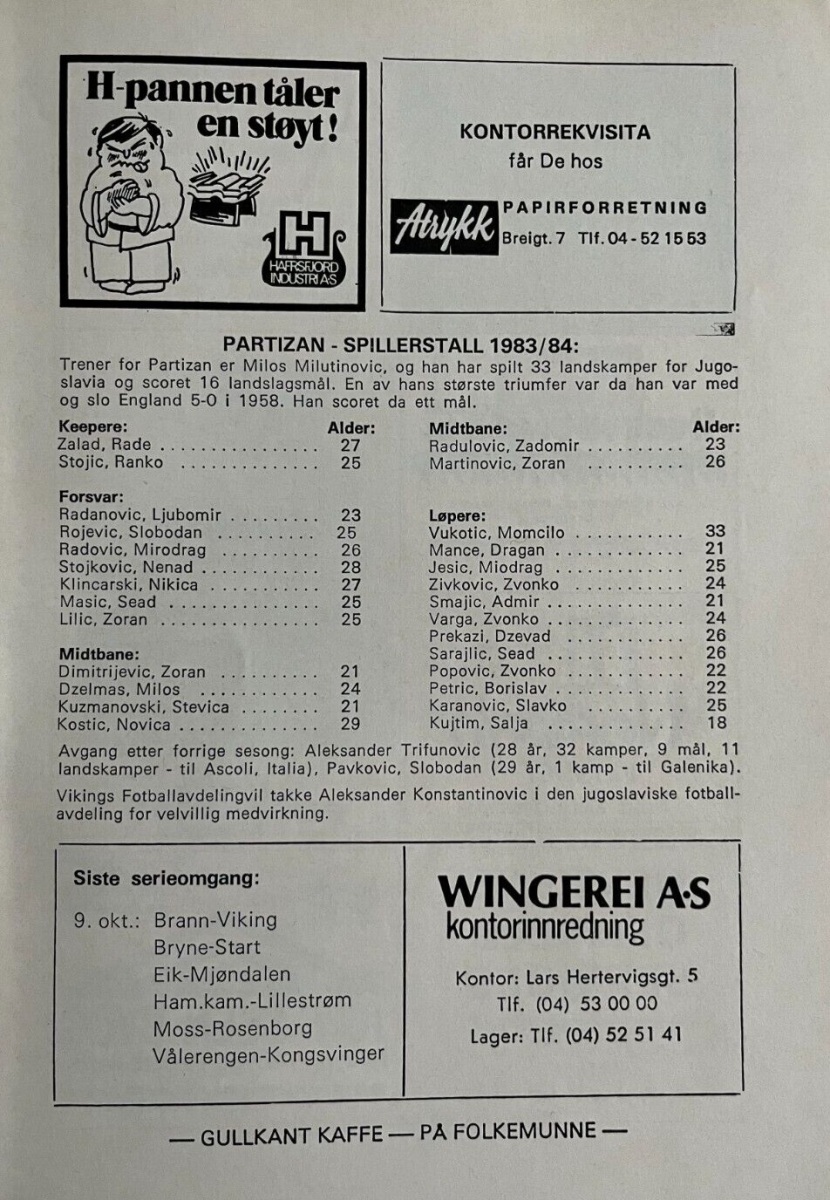 H-pannen tåler
en støyt!
H
HAFRSFJORD
INDUSTRI A·S
KONTORREKVISITA
får De hos
Atrykk PAPIRFORRETNING
Breigt. 7 Tlf. 04 - 52 15 53
PARTIZAN - SPILLERSTALL 1983/84:
Trener for Partizan er Milos Milutinovic, og han har spilt 33 landskamper for Jugo-
slavia og scoret 16 landslagsmål. En av hans største triumfer var da han var med
og slo England 5-0 i 1958. Han scoret da ett mål.
Keepere: Alder:
Zalad, Rade . . . . . . . . . . . . . . . 27
Stojic, Ranko . . . . . . . . . . . . . 25
Forsvar:
Radanovic, Ljubomir . . . . . . . . . 23
Rojevic, Slobodan . . . . . . . . . . 25
Radovic, Mirodrag . . . . . . . . . . 26
Stojkovic, Nenad . . . . . . . . . . . . 28
Klincarski, Nikica . . . . . . . . . . . 27
Masic, Sead . . . . . . . . . . . . . . 25
Lilic, Zoran . . . . . . . . . . . . . . . 25
Midtbane:
Dimitrijevic, Zoran . . . . . . . . . . 21
Dzelmas, Milos . . . . . . . . . . . . 24
Kuzmanovski, Stevica . . . . . . . . 21
Kostic, Novica . . . . . . . . . . . . . . 29
Midtbane: Alder:
Radulovic, Zadomir . . . . . . . . . . 23
Martinovic, Zoran . . . . . . . . . . 26
Løpere:
Vukotic, Momcilo . . . . . . . . . . . 33
Mance, Dragan . . . . . . . . . . . . . 21
Jesic, Miodrag . . . . . . . . . . . . . 25
Zivkovic, Zvonko . . . . . . . . . . . 24
Smajic, Admir . . . . . . . . . . . . . . 21
Varga, Zvonko . . . . . . . . . . . . . . 24
Prekazi, Dzevad . . . . . . . . . . . . 26
Sarajlic, Sead . . . . . . . . . . . . . . 26
Popovic, Zvonko . . . . . . . . . . . . . 22
Petric, Borislav . . . . . . . . . . . . . 22
Karanovic, Slavko . . . . . . . . . . 25
Kujtim, Salja . . . . . . . . . . . . . . 18
Avgang etter forrige sesong: Aleksander Trifunovic (28 år, 32 kamper, 9 mål, 11
landskamper - til Ascoli, Italia), Pavkovic, Slobodan (29 år, 1 kamp - til Galenika).
Vikings Fotballavdelingvil takke Aleksander Konstantinovic i den jugoslaviske fotball-
avdeling for velvillig medvirkning.
Siste serieomgang:
9. okt.: Brann-Viking
Bryne-Start
Eik-Mjøndalen
Ham.kam.-Lillestrøm
Moss-Rosenborg
Vålerengen-Kongsvinger
WINGEREI A·S
kontorinnredning
Kontor: Lars Hertervigsgt. 5
Tlf. (04) 53 00 00
Lager: Tlf. (04) 52 51 41
— GULLKANT KAFFE — PÅ FOLKEMUNNE —